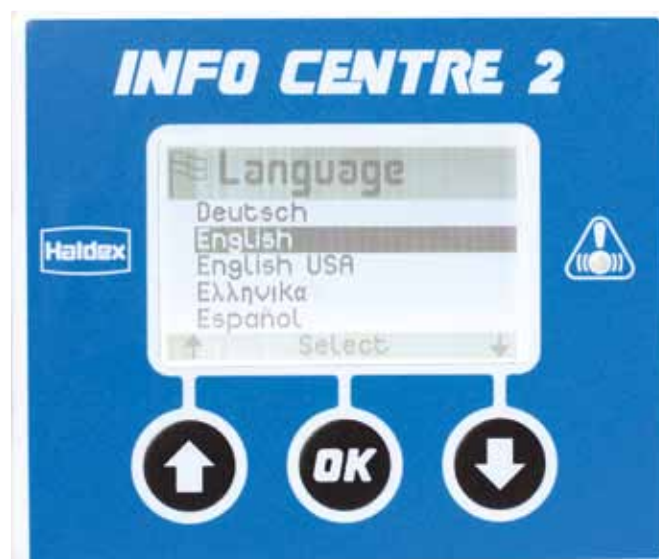 INFO CENTRE 2
Language
Deutsch
Haldex
English
English USA
Ελληνικα
Español
Select
OK